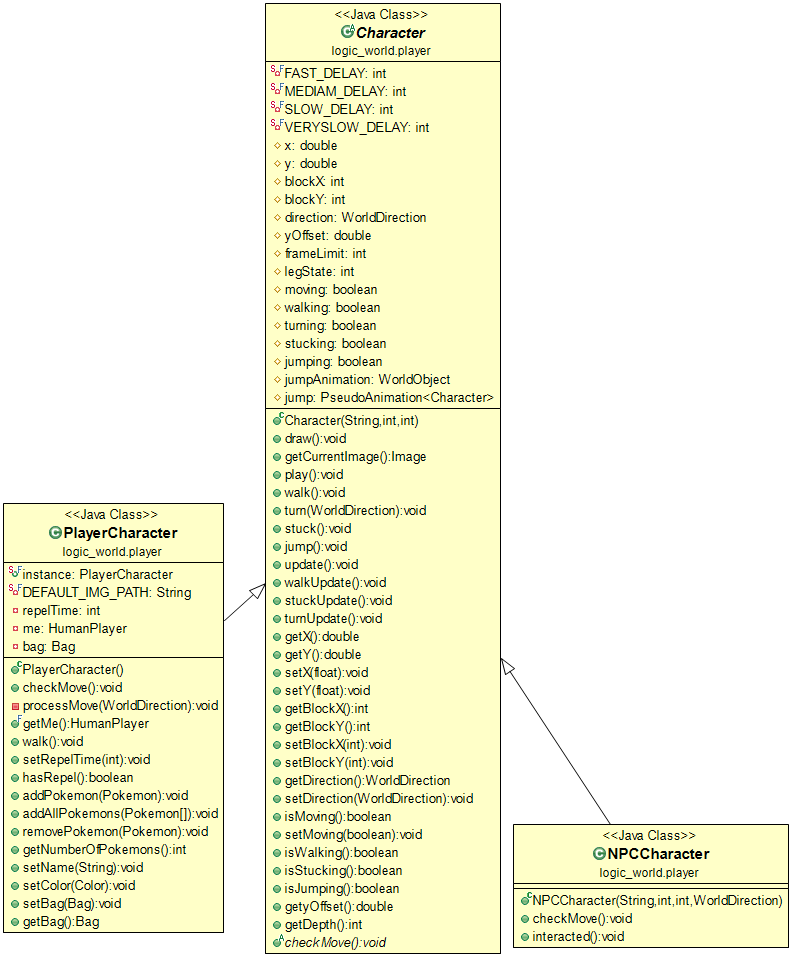 <<Java Class>>
Character
logic_world.player
FAST_DELAY: int
MEDIAM_DELAY: int
SLOW_DELAY: int
VERYSLOW_DELAY: int
x: double
y: double
blockX: int
blockY: int
direction: WorldDirection
yOffset: double
frameLimit: int
legState: int
moving: boolean
walking: boolean
turning: boolean
stucking: boolean
jumping: boolean
jumpAnimation: WorldObject
jump: PseudoAnimation<Character>
Character(String,int,int)
draw():void
getCurrentImage():Image
play():void
walk():void
turn(WorldDirection):void
stuck():void
jump():void
update():void
walkUpdate():void
stuckUpdate():void
turnUpdate():void
getX():double
getY():double
setX(float):void
setY(float):void
getBlockX():int
getBlockY():int
setBlockX(int):void
setBlockY(int):void
getDirection():WorldDirection
setDirection(WorldDirection):void
isMoving():boolean
setMoving(boolean):void
isWalking():boolean
isStucking():boolean
isJumping():boolean
getyOffset():double
getDepth():int
checkMove():void
<<Java Class>>
PlayerCharacter
logic_world.player
instance: PlayerCharacter
DEFAULT_IMG_PATH: String
repelTime: int
me: HumanPlayer
bag: Bag
PlayerCharacter()
checkMove():void
processMove(WorldDirection):void
getMe():HumanPlayer
walk():void
setRepelTime(int):void
hasRepel():boolean
addPokemon(Pokemon):void
addAllPokemons(Pokemon[]):void
removePokemon(Pokemon):void
getNumberOfPokemons():int
setName(String):void
setColor(Color):void
setBag(Bag):void
getBag():Bag
<<Java Class>>
NPCCharacter
logic_world.player
NPCCharacter(String,int,int,WorldDirection)
checkMove():void
interacted():void